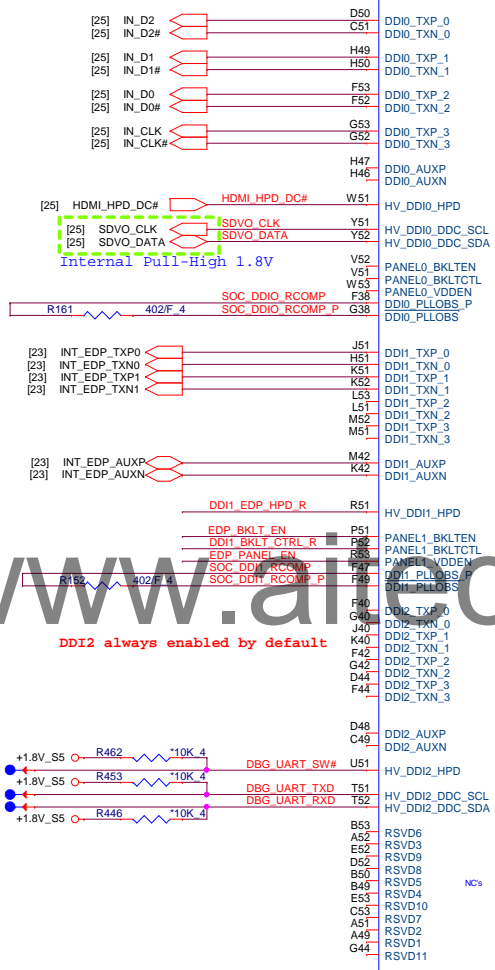 [25] IN_D2 D50 DDI0_TXP_0
[25] IN_D2# C51 DDI0_TXN_0
[25] IN_D1 H49 DDI0_TXP_1
[25] IN_D1# H50 DDI0_TXN_1
[25] IN_D0 F53 DDI0_TXP_2
[25] IN_D0# F52 DDI0_TXN_2
[25] IN_CLK G53 DDI0_TXP_3
[25] IN_CLK# G52 DDI0_TXN_3
H47 DDI0_AUXP
H46 DDI0_AUXN
[25] HDMI_HPD_DC# HDMI_HPD_DC# W51 HV_DDI0_HPD
[25] SDVO_CLK SDVO_CLK Y51 HV_DDI0_DDC_SCL
[25] SDVO_DATA SDVO_DATA Y52 HV_DDI0_DDC_SDA
Internal Pull-High 1.8V
V52 PANEL0_BKLTEN
V51 PANEL0_BKLTCTL
W53 PANEL0_VDDEN
SOC_DDIO_RCOMP F38 DDI0_PLLOBS_P
R161 402/F_4 SOC_DDIO_RCOMP_P G38 DDI0_PLLOBS
[23] INT_EDP_TXP0 J51 DDI1_TXP_0
[23] INT_EDP_TXN0 H51 DDI1_TXN_0
[23] INT_EDP_TXP1 K51 DDI1_TXP_1
[23] INT_EDP_TXN1 K52 DDI1_TXN_1
L53 DDI1_TXP_2
L51 DDI1_TXN_2
M52 DDI1_TXP_3
M51 DDI1_TXN_3
[23] INT_EDP_AUXP M42 DDI1_AUXP
[23] INT_EDP_AUXN K42 DDI1_AUXN
DDI1_EDP_HPD_R R51 HV_DDI1_HPD
EDP_BKLT_EN P51 PANEL1_BKLTEN
DDI1_BKLT_CTRL_R P52 PANEL1_BKLTCTL
EDP_PANEL_EN R53 PANEL1_VDDEN
SOC_DDI1_RCOMP F47 DDI1_PLLOBS_P
R152 402/F_4 SOC_DDI1_RCOMP_P F49 DDI1_PLLOBS
www.aitec
F40 DDI2_TXP_0
G40 DDI2_TXN_0
J40 DDI2_TXP_1
DDI2 always enabled by default K40 DDI2_TXN_1
F42 DDI2_TXP_2
G42 DDI2_TXN_2
D44 DDI2_TXP_3
F44 DDI2_TXN_3
D48 DDI2_AUXP
C49 DDI2_AUXN
+1.8V_S5 R462 *10K_4
DBG_UART_SW# U51 HV_DDI2_HPD
+1.8V_S5 R453 *10K_4
DBG_UART_TXD T51 HV_DDI2_DDC_SCL
DBG_UART_RXD T52 HV_DDI2_DDC_SDA
+1.8V_S5 R446 *10K_4
B53 RSVD6
A52 RSVD3
E52 RSVD9
D52 RSVD8
B50 RSVD5 NC's
B49 RSVD4
E53 RSVD10
C53 RSVD7
A51 RSVD2
A49 RSVD1
G44 RSVD11